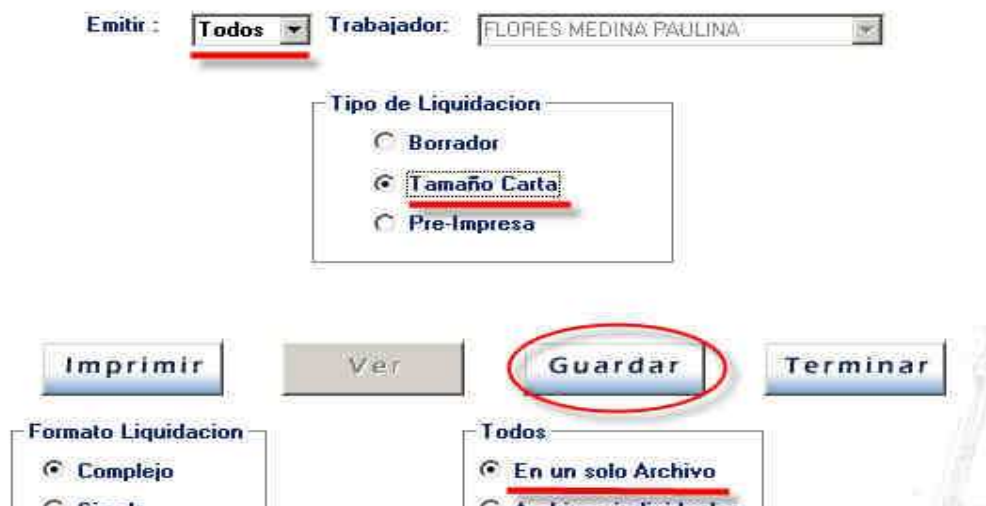 Emitir : Todos Trabajador: FLORES MEDINA PAULINA
Tipo de Liquidacion
Borrador
Tamaño Carta
Pre-Impresa
Imprimir Ver Guardar Terminar
Formato Liquidacion Todos
Complejo En un solo Archivo